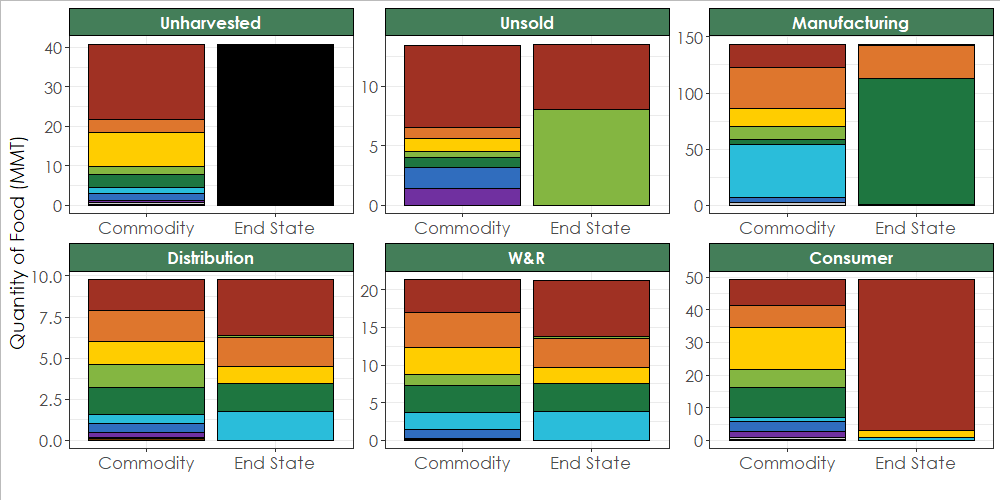 Quantity of Food (MMT)
Unharvested
40
30
20
10
0
Commodity End State
Unsold
10
5
0
Commodity End State
Manufacturing
150
100
50
0
Commodity End State
Distribution
10.0
7.5
5.0
2.5
0.0
Commodity End State
W&R
20
15
10
5
0
Commodity End State
Consumer
50
40
30
20
10
0
Commodity End State